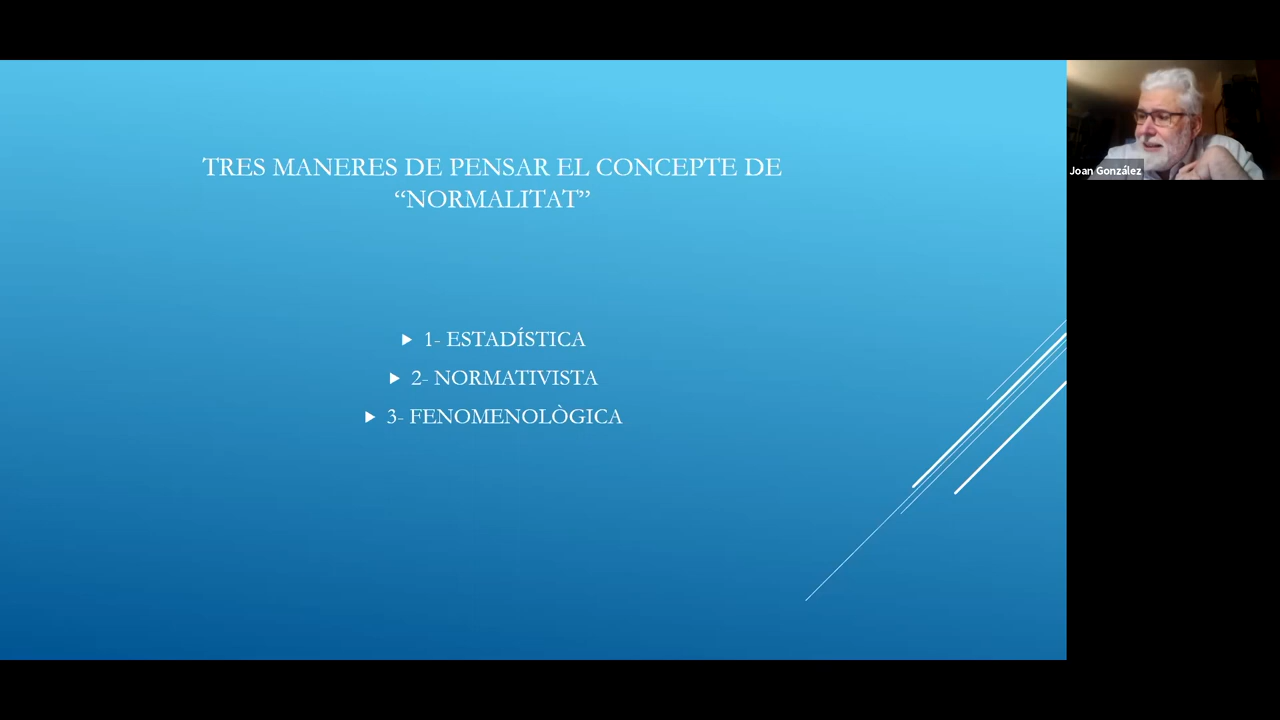 TRES MANERES DE PENSAR EL CONCEPTE DE
“NORMALITAT”
1- ESTADÍSTICA
2- NORMATIVISTA
3- FENOMENOLÒGICA
Joan González